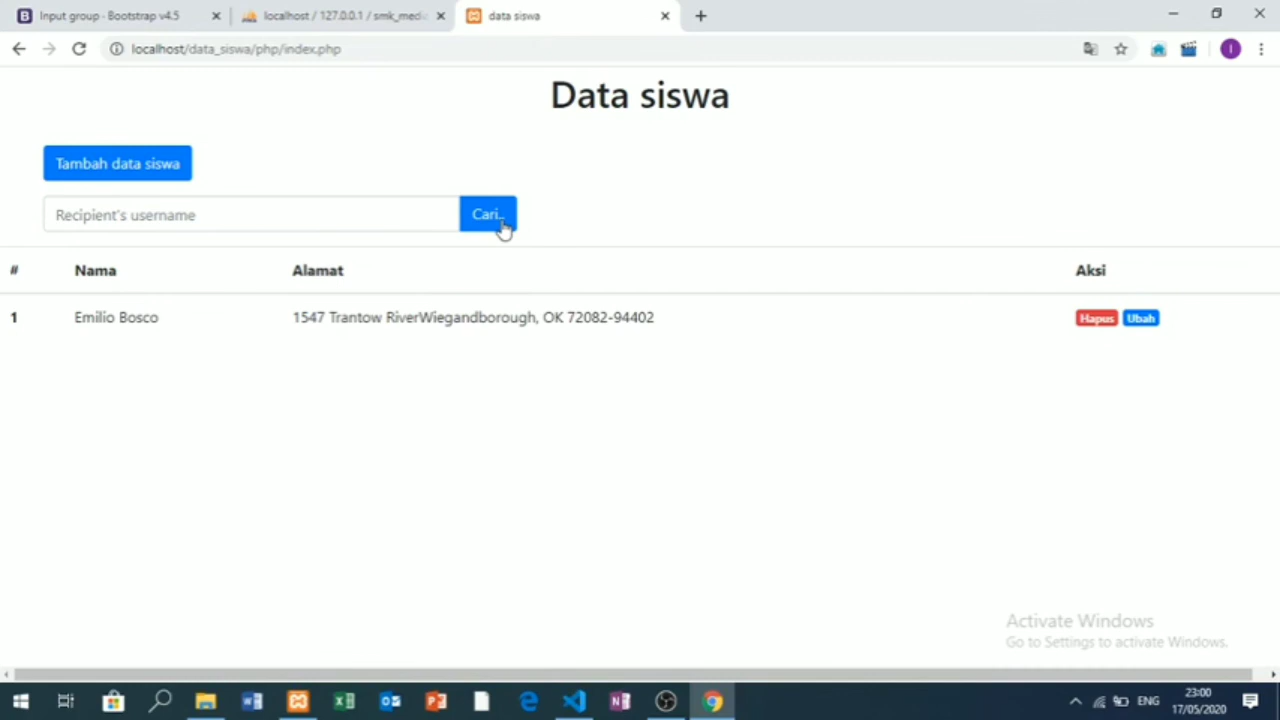 Input group · Bootstrap v4.5
localhost / 127.0.0.1 / smk_medi
data siswa
localhost/data_siswa/php/index.php
Data siswa
Tambah data siswa
Recipient's username
Cari..
# Nama Alamat Aksi
1 Emilio Bosco 1547 Trantow RiverWiegandborough, OK 72082-94402 Hapus Ubah
Activate Windows
Go to Settings to activate Windows.
ENG
23:00
17/05/2020